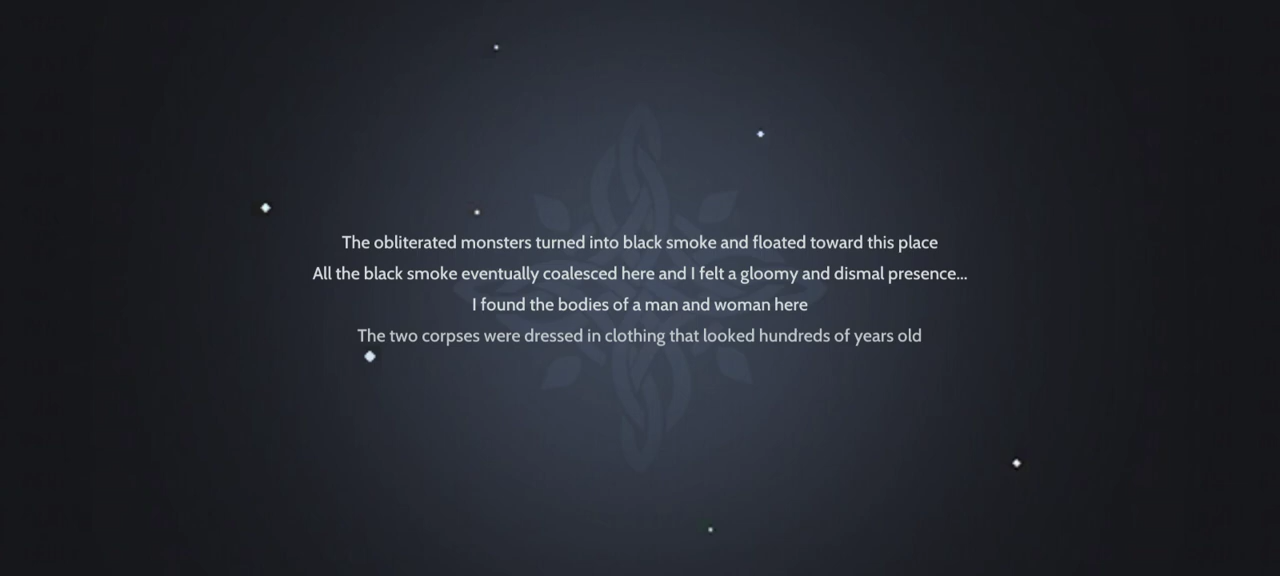 The obliterated monsters turned into black smoke and floated toward this place
All the black smoke eventually coalesced here and I felt a gloomy and dismal presence...
I found the bodies of a man and woman here
The two corpses were dressed in clothing that looked hundreds of years old